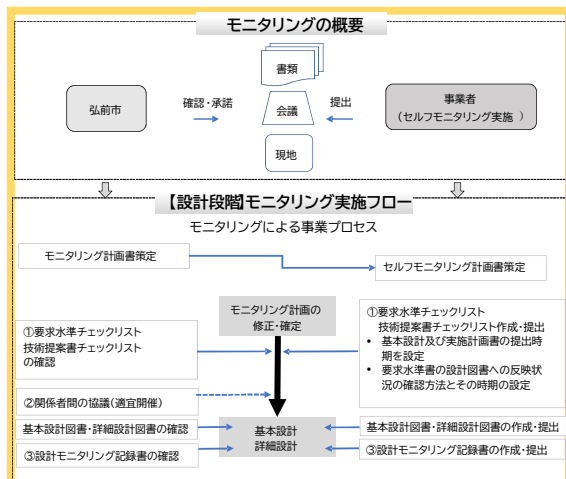 モニタリングの概要
書類
弘前市
確認・承諾
会議
提出
事業者
(セルフモニタリング実施 )
現地
【設計段階】モニタリング実施フロー
モニタリングによる事業プロセス
モニタリング計画書策定
セルフモニタリング計画書策定
モニタリング計画の
修正・確定
①要求水準チェックリスト
技術提案書チェックリスト
の確認
①要求水準チェックリスト
技術提案書チェックリスト作成・提出
• 基本設計及び実施計画書の提出時
期を設定
• 要求水準書の設計図書への反映状
況の確認方法とその時期の設定
②関係者間の協議(適宜開催)
基本設計図書・詳細設計図書の確認
基本設計
詳細設計
基本設計図書・詳細設計図書の作成・提出
③設計モニタリング記録書の確認
③設計モニタリング記録書の作成・提出